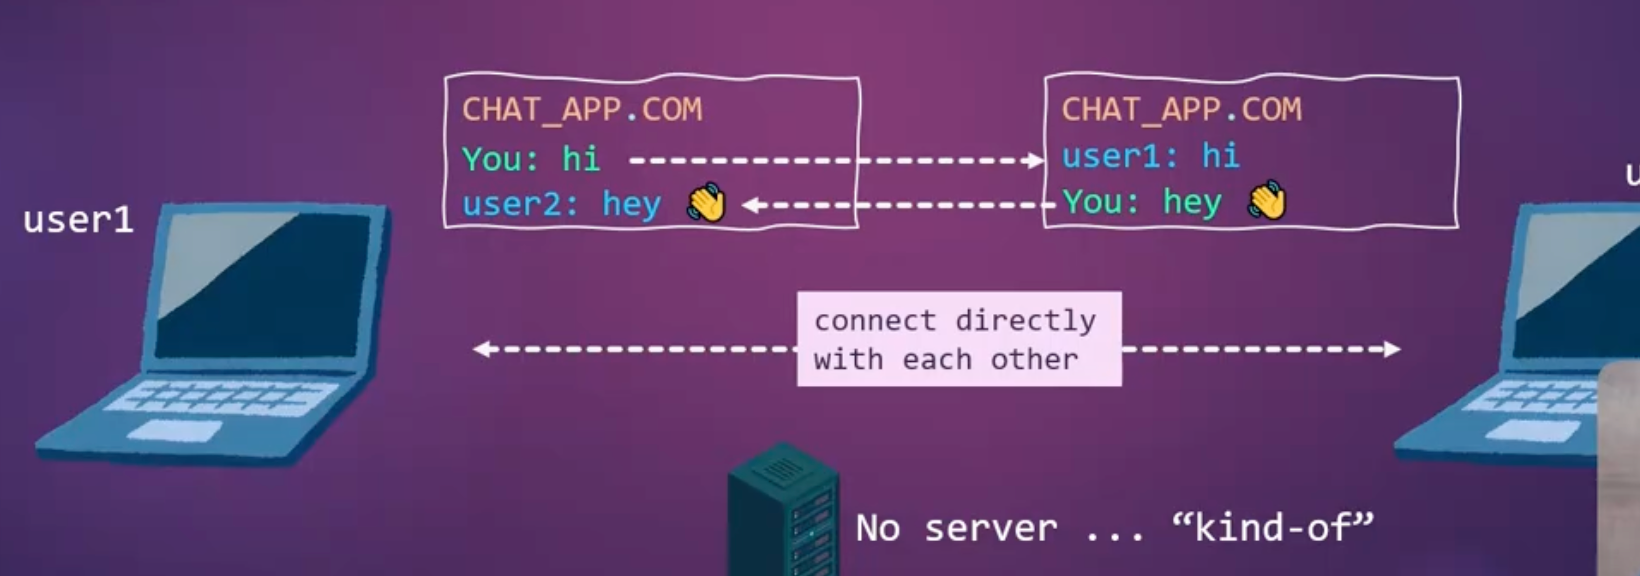 CHAT_APP.COM
You: hi
user2: hey 👋
CHAT_APP.COM
user1: hi
You: hey 👋
user1
connect directly
with each other
No server ... “kind-of”